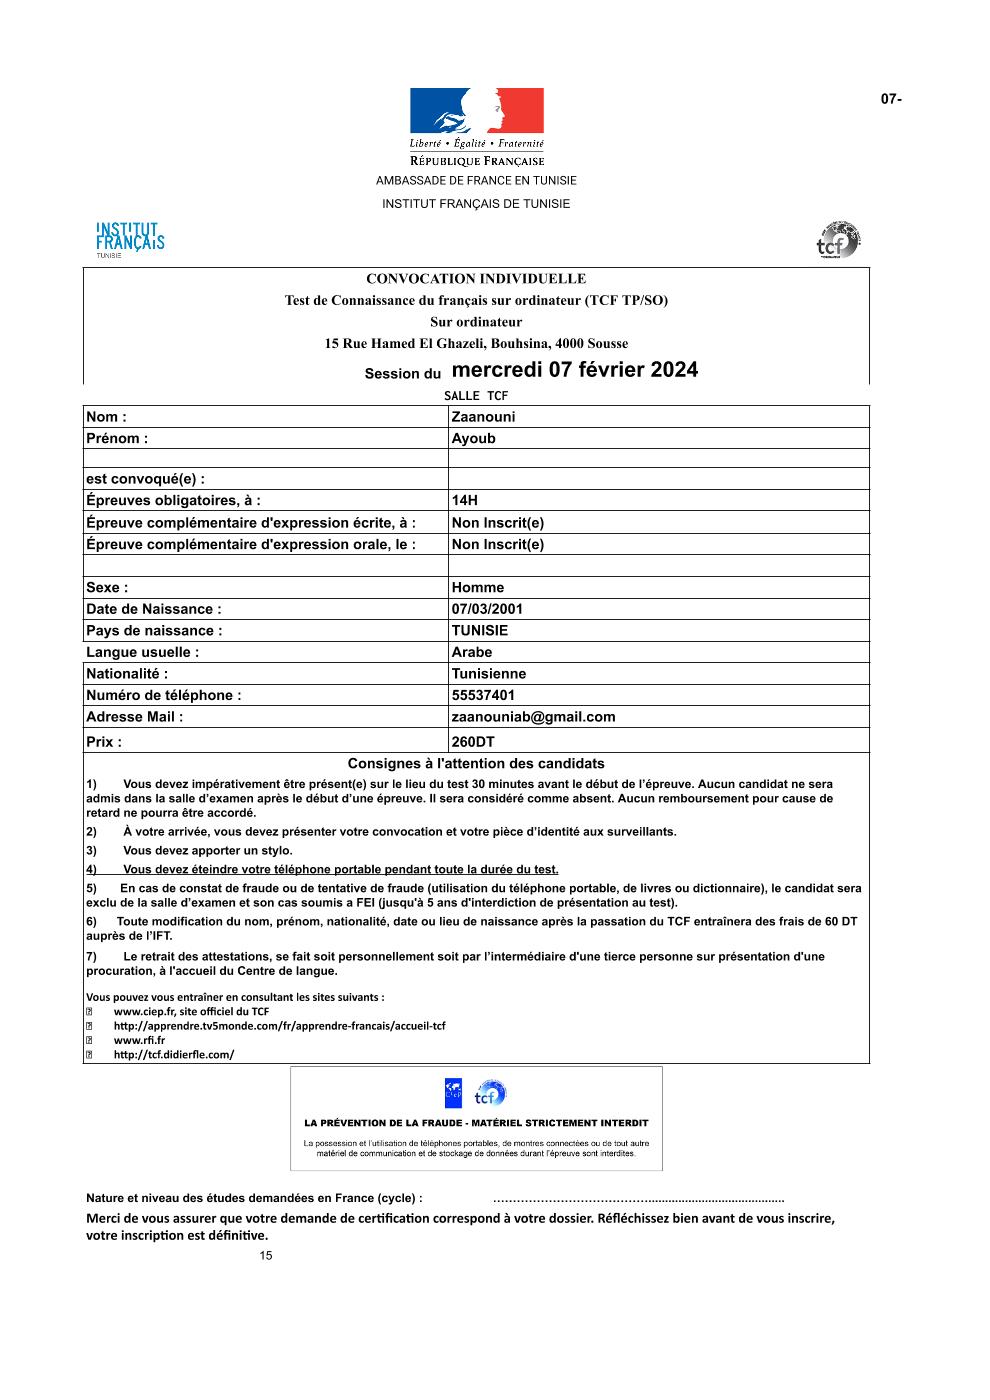 07-
Liberté • Égalité • Fraternité
RÉPUBLIQUE FRANÇAISE
AMBASSADE DE FRANCE EN TUNISIE
INSTITUT FRANÇAIS DE TUNISIE
INSTITUT
FRANÇAIS
TUNISIE
tcf
CONVOCATION INDIVIDUELLE
Test de Connaissance du français sur ordinateur (TCF TP/SO)
Sur ordinateur
15 Rue Hamed El Ghazeli, Bouhsina, 4000 Sousse
Session du mercredi 07 février 2024
SALLE TCF
Nom : Zaanouni
Prénom : Ayoub
est convoqué(e) :
Épreuves obligatoires, à : 14H
Épreuve complémentaire d'expression écrite, à : Non Inscrit(e)
Épreuve complémentaire d'expression orale, le : Non Inscrit(e)
Sexe : Homme
Date de Naissance : 07/03/2001
Pays de naissance : TUNISIE
Langue usuelle : Arabe
Nationalité : Tunisienne
Numéro de téléphone : 55537401
Adresse Mail : zaanouniab@gmail.com
Prix : 260DT
Consignes à l'attention des candidats
1) Vous devez impérativement être présent(e) sur le lieu du test 30 minutes avant le début de l’épreuve. Aucun candidat ne sera
admis dans la salle d’examen après le début d’une épreuve. Il sera considéré comme absent. Aucun remboursement pour cause de
retard ne pourra être accordé.
2) À votre arrivée, vous devez présenter votre convocation et votre pièce d’identité aux surveillants.
3) Vous devez apporter un stylo.
4) Vous devez éteindre votre téléphone portable pendant toute la durée du test.
5) En cas de constat de fraude ou de tentative de fraude (utilisation du téléphone portable, de livres ou dictionnaire), le candidat sera
exclu de la salle d’examen et son cas soumis a FEI (jusqu'à 5 ans d'interdiction de présentation au test).
6) Toute modification du nom, prénom, nationalité, date ou lieu de naissance après la passation du TCF entraînera des frais de 60 DT
auprès de l’IFT.
7) Le retrait des attestations, se fait soit personnellement soit par l’intermédiaire d'une tierce personne sur présentation d'une
procuration, à l'accueil du Centre de langue.
Vous pouvez vous entraîner en consultant les sites suivants :
www.ciep.fr, site officiel du TCF
http://apprendre.tv5monde.com/fr/apprendre-francais/accueil-tcf
www.rfi.fr
http://tcf.didierfle.com/
CIEP tcf
LA PRÉVENTION DE LA FRAUDE - MATÉRIEL STRICTEMENT INTERDIT
La possession et l'utilisation de téléphones portables, de montres connectées ou de tout autre
matériel de communication et de stockage de données durant l'épreuve sont interdites.
Nature et niveau des études demandées en France (cycle) : ……………………………………………………………
Merci de vous assurer que votre demande de certification correspond à votre dossier. Réfléchissez bien avant de vous inscrire,
votre inscription est définitive.
15